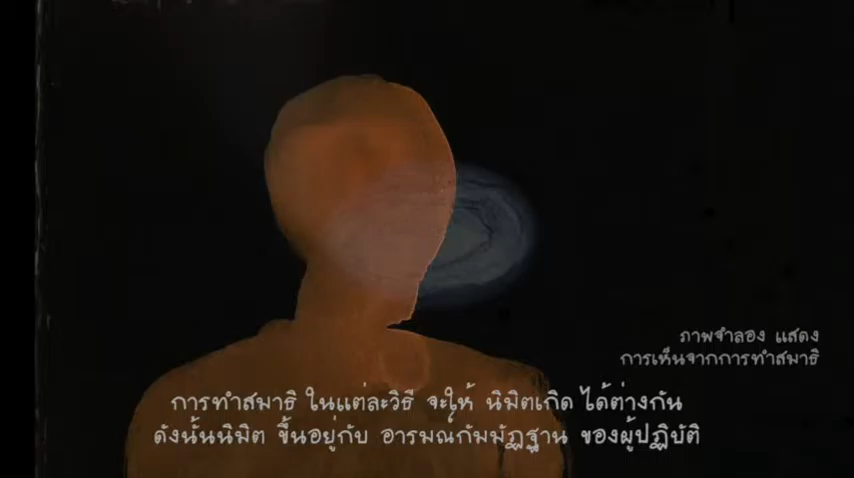 ภาพจำลอง แสดง
การเห็นจากการทำสมาธิ
การทำสมาธิ ในแต่ละวิธี จะให้ นิมิตเกิด ได้ต่างกัน
ดังนั้นนิมิต ขึ้นอยู่กับ อารมณ์กัมมัฏฐาน ของผู้ปฏิบัติ